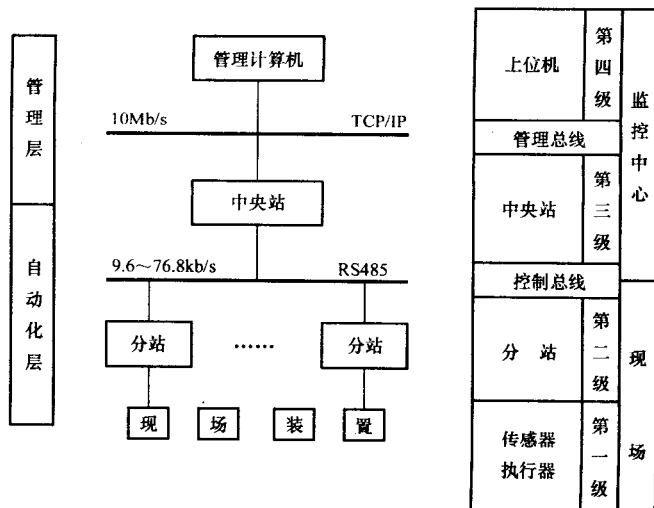 管理层
自动化层
管理计算机
10Mb/s TCP/IP
中央站
9.6～76.8kb/s RS485
分站 …… 分站
现 场 装 置
上位机
第四级
管理总线
中央站
第三级
监控中心
控制总线
分 站
第二级
传感器
执行器
第一级
现场